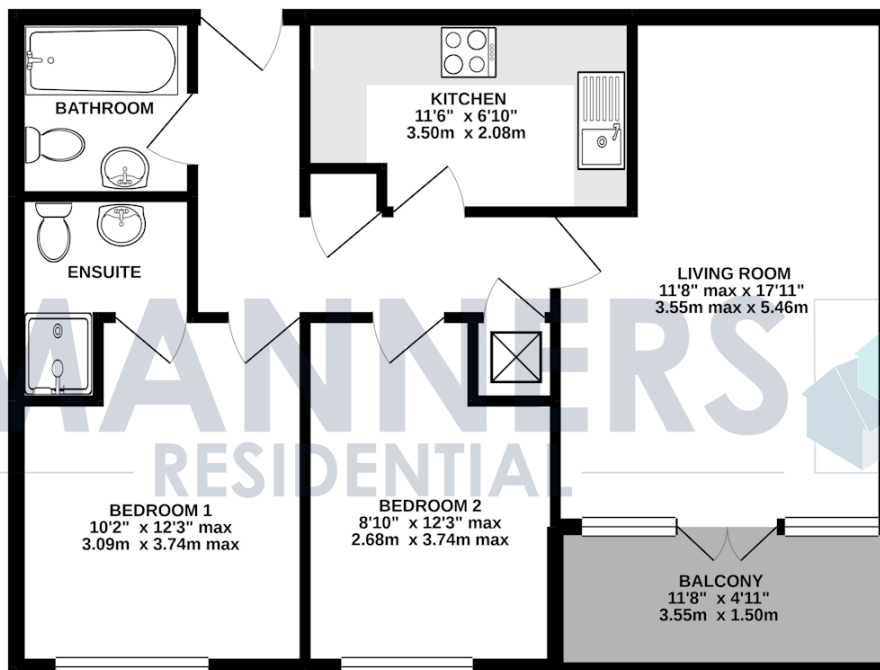 BATHROOM
KITCHEN
11'6" x 6'10"
3.50m x 2.08m
ENSUITE
LIVING ROOM
11'8" max x 17'11"
3.55m max x 5.46m
MANNERS
RESIDENTIAL
BEDROOM 1
10'2" x 12'3" max
3.09m x 3.74m max
BEDROOM 2
8'10" x 12'3" max
2.68m x 3.74m max
BALCONY
11'8" x 4'11"
3.55m x 1.50m